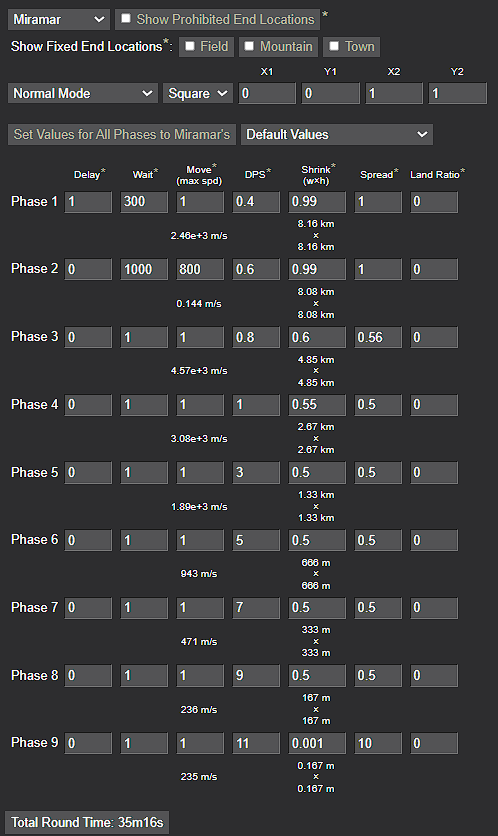 Miramar Show Prohibited End Locations*
Show Fixed End Locations*: Field Mountain Town
X1 Y1 X2 Y2
Normal Mode Square 0 0 1 1
Set Values for All Phases to Miramar's Default Values
Delay* Wait* Move* (max spd) DPS* Shrink* (w×h) Spread* Land Ratio*
Phase 1 1 300 1 0.4 0.99 1 0
2.46e+3 m/s 8.16 km × 8.16 km
Phase 2 0 1000 800 0.6 0.99 1 0
0.144 m/s 8.08 km × 8.08 km
Phase 3 0 1 1 0.8 0.6 0.56 0
4.57e+3 m/s 4.85 km × 4.85 km
Phase 4 0 1 1 1 0.55 0.5 0
3.08e+3 m/s 2.67 km × 2.67 km
Phase 5 0 1 1 3 0.5 0.5 0
1.89e+3 m/s 1.33 km × 1.33 km
Phase 6 0 1 1 5 0.5 0.5 0
943 m/s 666 m × 666 m
Phase 7 0 1 1 7 0.5 0.5 0
471 m/s 333 m × 333 m
Phase 8 0 1 1 9 0.5 0.5 0
236 m/s 167 m × 167 m
Phase 9 0 1 1 11 0.001 10 0
235 m/s 0.167 m × 0.167 m
Total Round Time: 35m16s